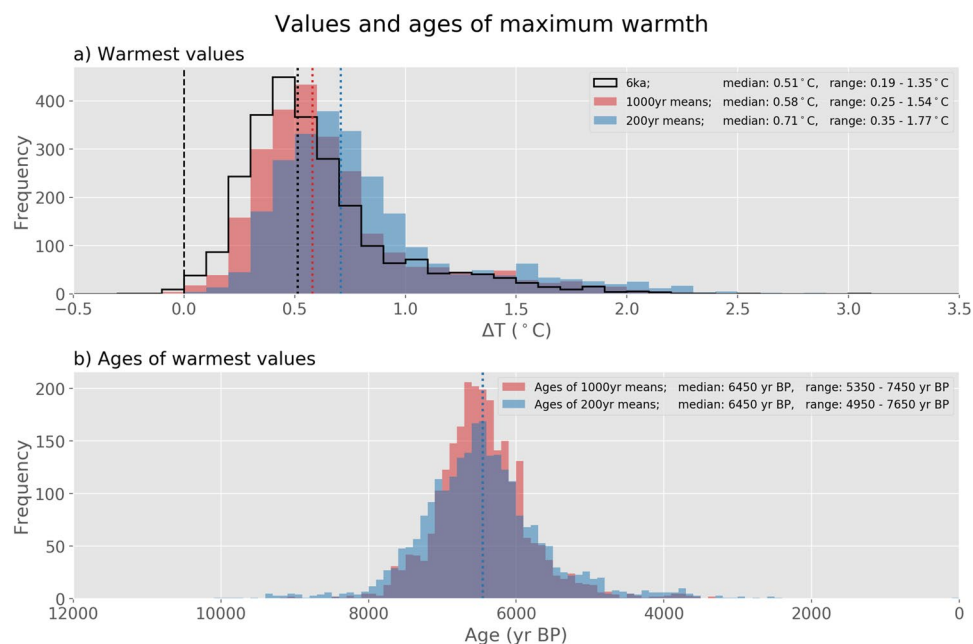 Values and ages of maximum warmth
a) Warmest values
6ka; median: 0.51°C, range: 0.19 - 1.35°C
1000yr means; median: 0.58°C, range: 0.25 - 1.54°C
200yr means; median: 0.71°C, range: 0.35 - 1.77°C
Frequency
400
300
200
100
0
−0.5 0.0 0.5 1.0 1.5 2.0 2.5 3.0 3.5
ΔT (°C)
b) Ages of warmest values
Ages of 1000yr means; median: 6450 yr BP, range: 5350 - 7450 yr BP
Ages of 200yr means; median: 6450 yr BP, range: 4950 - 7650 yr BP
Frequency
200
150
100
50
0
12000 10000 8000 6000 4000 2000 0
Age (yr BP)